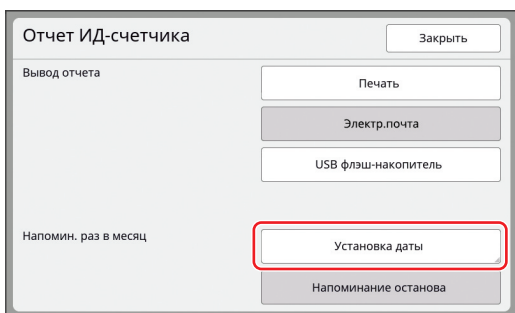 Отчет ИД-счетчика
Закрыть
Вывод отчета
Печать
Электр.почта
USB флэш-накопитель
Напомин. раз в месяц
Установка даты
Напоминание останова